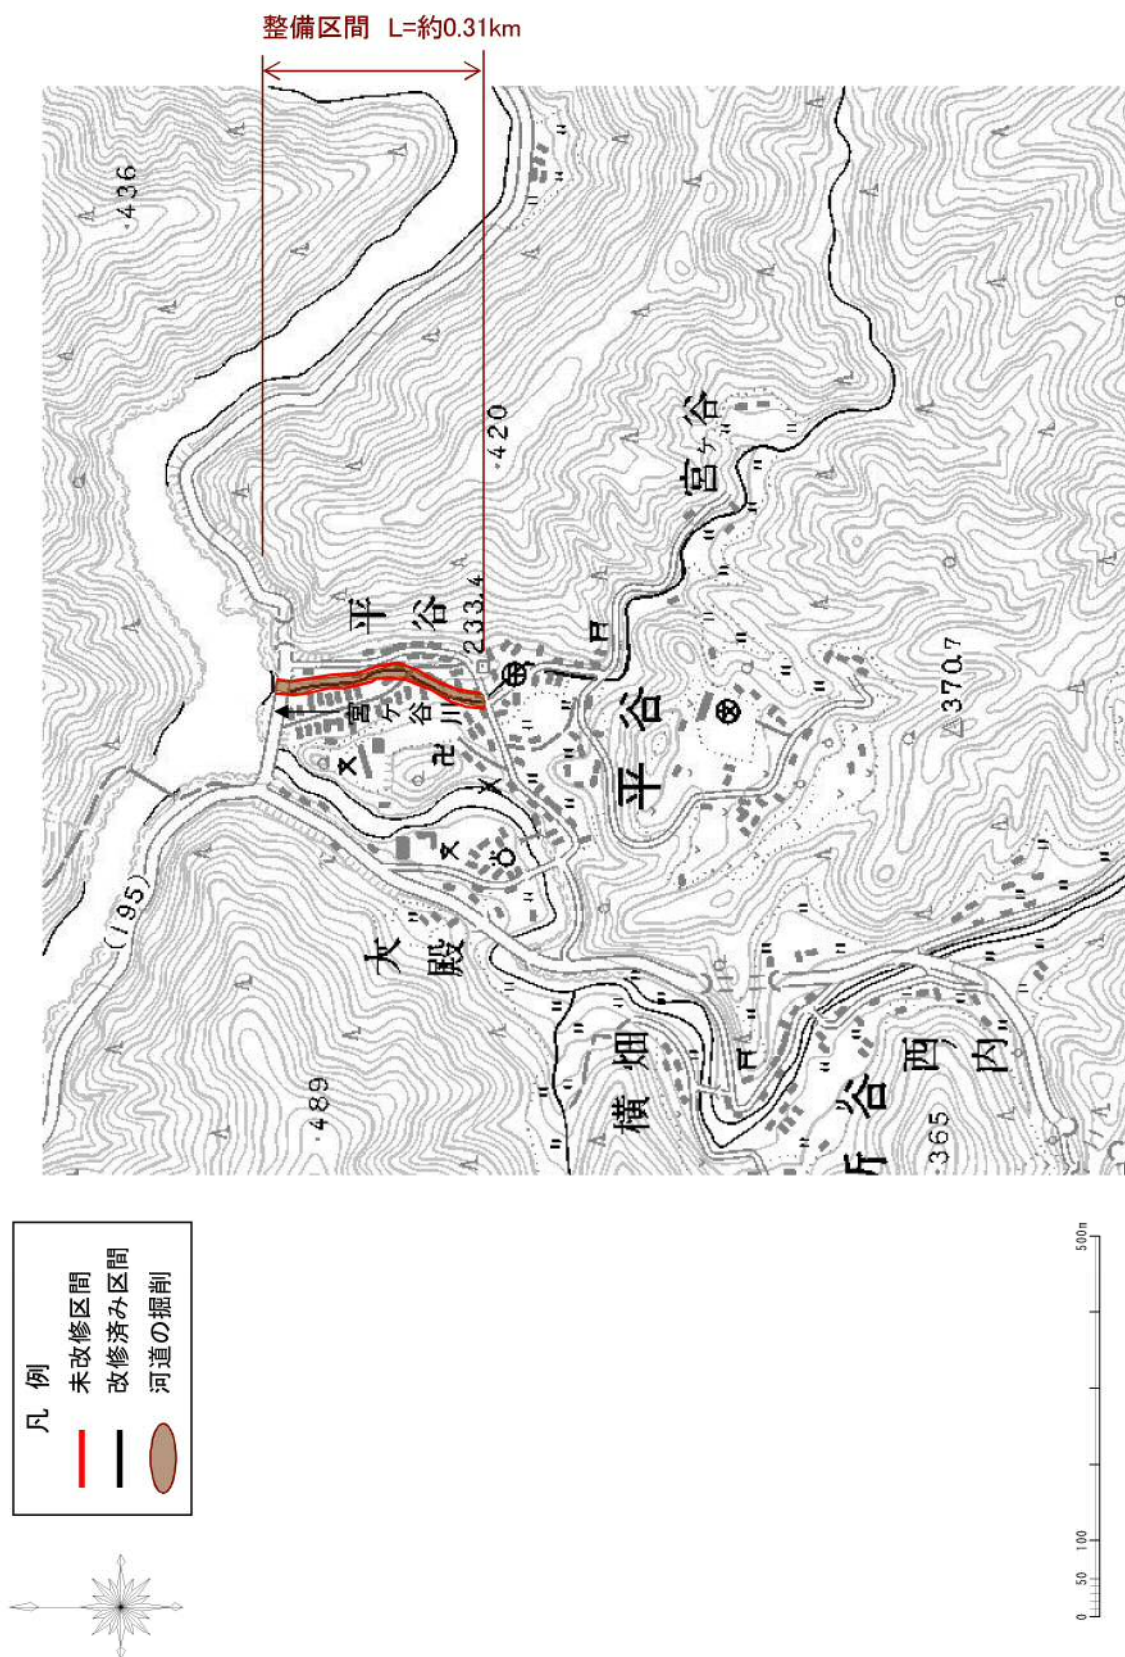 整備区間 L=約0.31km
436
420
宮ヶ谷
平谷
233.4
宮ヶ谷川
平谷
370.7
(195)
大殿
489
横畑
西ノ内
谷
365
凡 例
未改修区間
改修済み区間
河道の掘削
0 50 100 500m